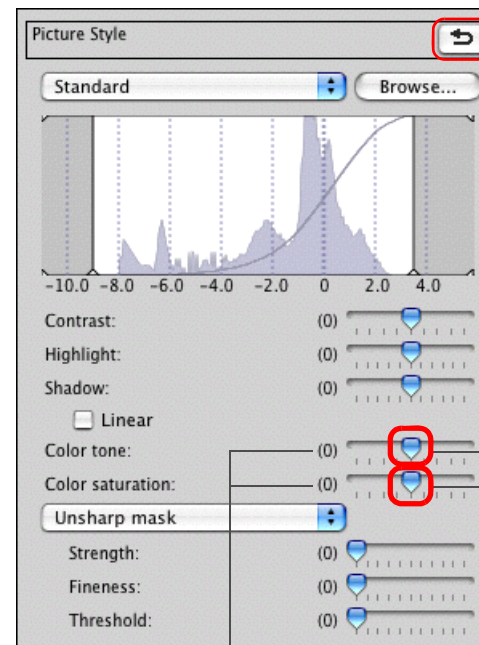 Picture Style
Standard
Browse...
-10.0 -8.0 -6.0 -4.0 -2.0 0 2.0 4.0
Contrast: (0)
Highlight: (0)
Shadow: (0)
Linear
Color tone: (0)
Color saturation: (0)
Unsharp mask
Strength: (0)
Fineness: (0)
Threshold: (0)